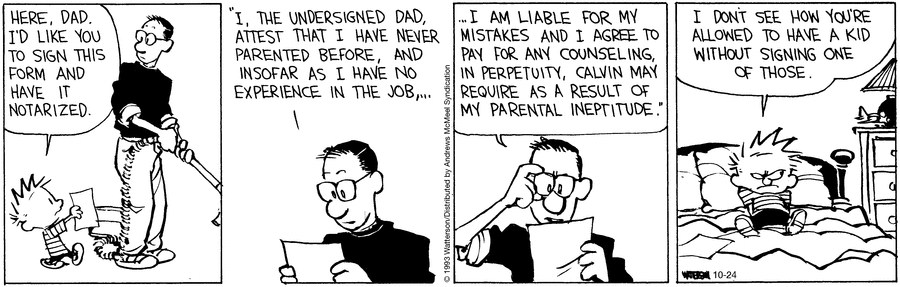 HERE, DAD.
I'D LIKE YOU
TO SIGN THIS
FORM AND
HAVE IT
NOTARIZED.
"I, THE UNDERSIGNED DAD,
ATTEST THAT I HAVE NEVER
PARENTED BEFORE, AND
INSOFAR AS I HAVE NO
EXPERIENCE IN THE JOB,...
© 1993 Watterson/Distributed by Andrews McMeel Syndication
...I AM LIABLE FOR MY
MISTAKES AND I AGREE TO
PAY FOR ANY COUNSELING,
IN PERPETUITY, CALVIN MAY
REQUIRE AS A RESULT OF
MY PARENTAL INEPTITUDE."
I DON'T SEE HOW YOU'RE
ALLOWED TO HAVE A KID
WITHOUT SIGNING ONE
OF THOSE.
WATTERSON 10-24